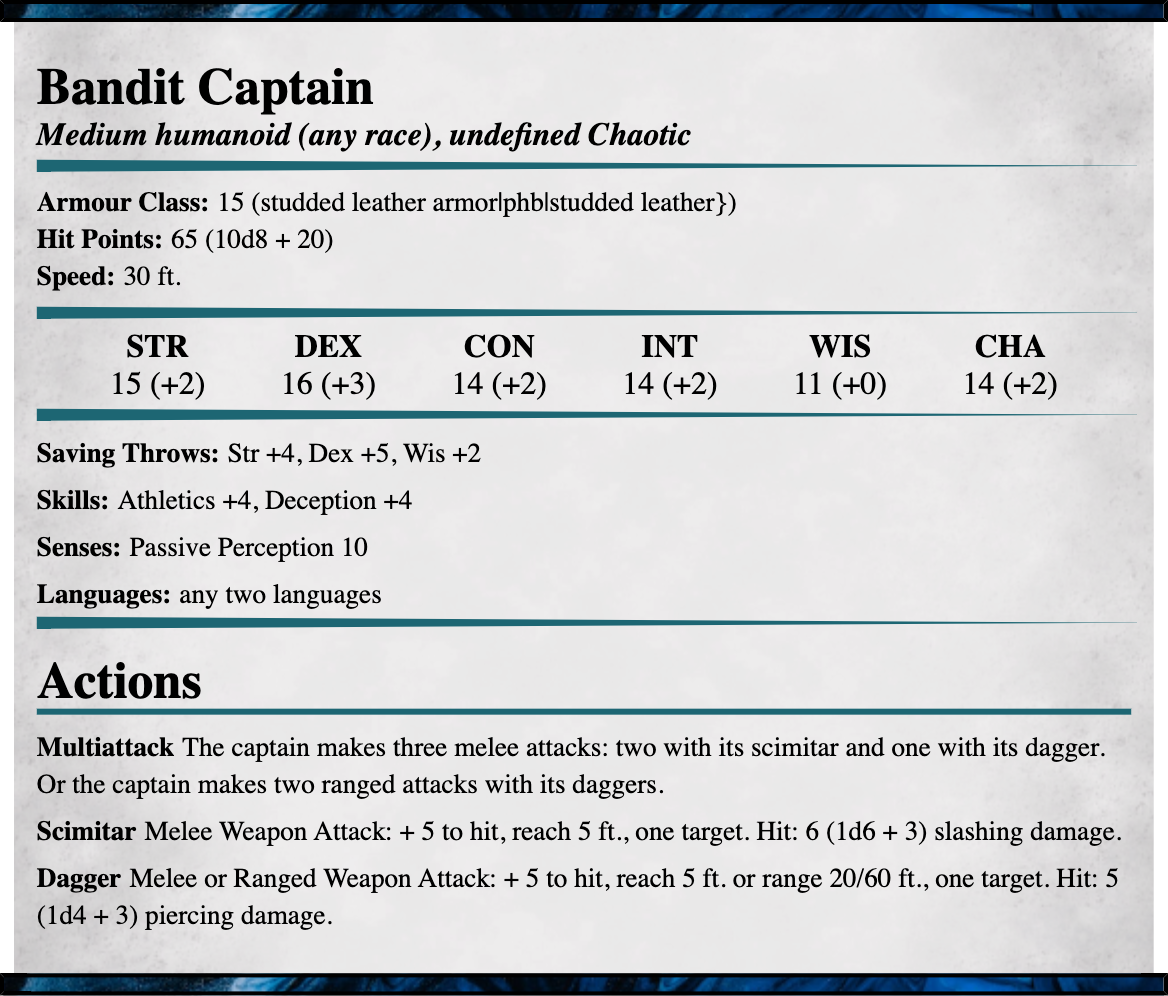 Bandit Captain
Medium humanoid (any race), undefined Chaotic
Armour Class: 15 (studded leather armor|phb|studded leather})
Hit Points: 65 (10d8 + 20)
Speed: 30 ft.
STR DEX CON INT WIS CHA
15 (+2) 16 (+3) 14 (+2) 14 (+2) 11 (+0) 14 (+2)
Saving Throws: Str +4, Dex +5, Wis +2
Skills: Athletics +4, Deception +4
Senses: Passive Perception 10
Languages: any two languages
Actions
Multiattack The captain makes three melee attacks: two with its scimitar and one with its dagger.
Or the captain makes two ranged attacks with its daggers.
Scimitar Melee Weapon Attack: + 5 to hit, reach 5 ft., one target. Hit: 6 (1d6 + 3) slashing damage.
Dagger Melee or Ranged Weapon Attack: + 5 to hit, reach 5 ft. or range 20/60 ft., one target. Hit: 5
(1d4 + 3) piercing damage.